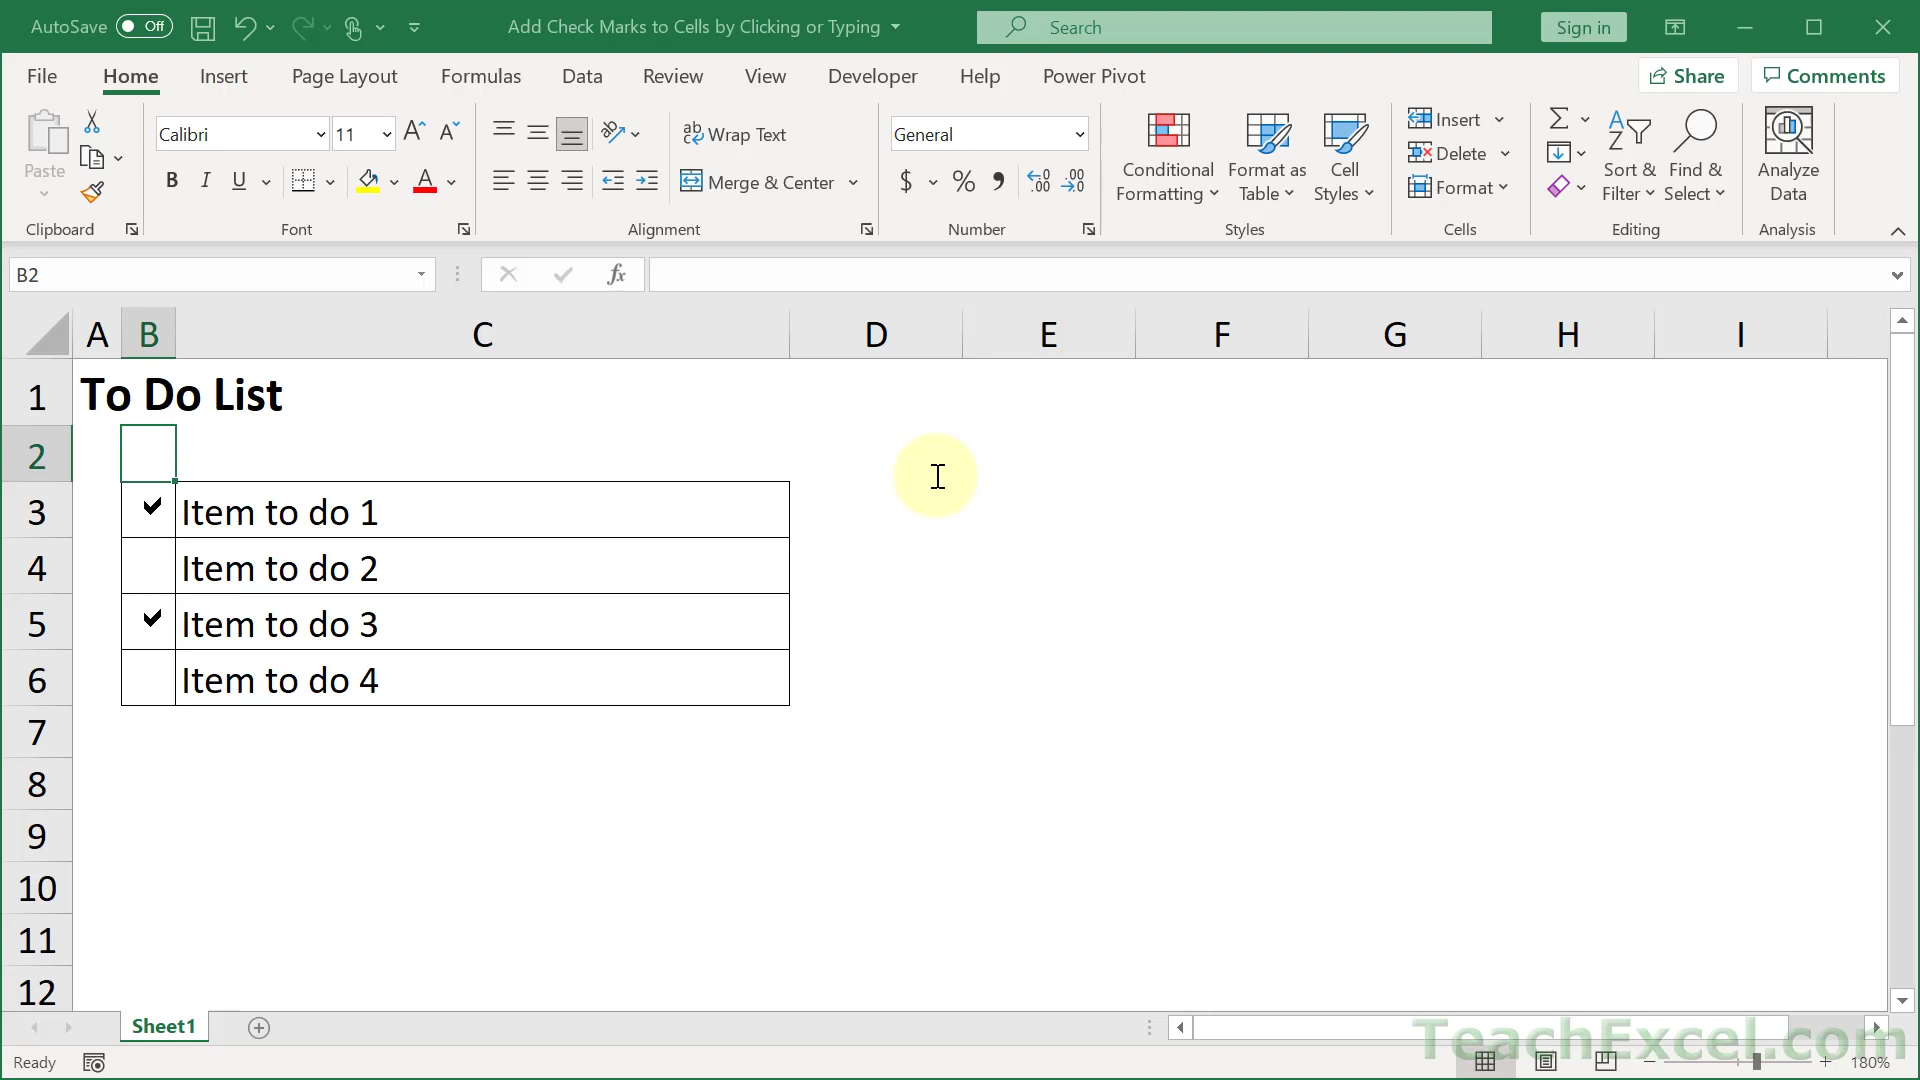 AutoSave Off Add Check Marks to Cells by Clicking or Typing Search Sign in
File Home Insert Page Layout Formulas Data Review View Developer Help Power Pivot Share Comments
Paste Calibri 11 Wrap Text General Conditional Formatting Format as Table Cell Styles Insert Sort & Filter Find & Select Analyze Data
B I U Merge & Center $ % Delete
Format
Clipboard Font Alignment Number Styles Cells Editing Analysis
B2 fx
A B C D E F G H I
1 To Do List
2
3 ✔ Item to do 1
4 Item to do 2
5 ✔ Item to do 3
6 Item to do 4
7
8
9
10
11
12
Sheet1
TeachExcel.com
Ready 180%